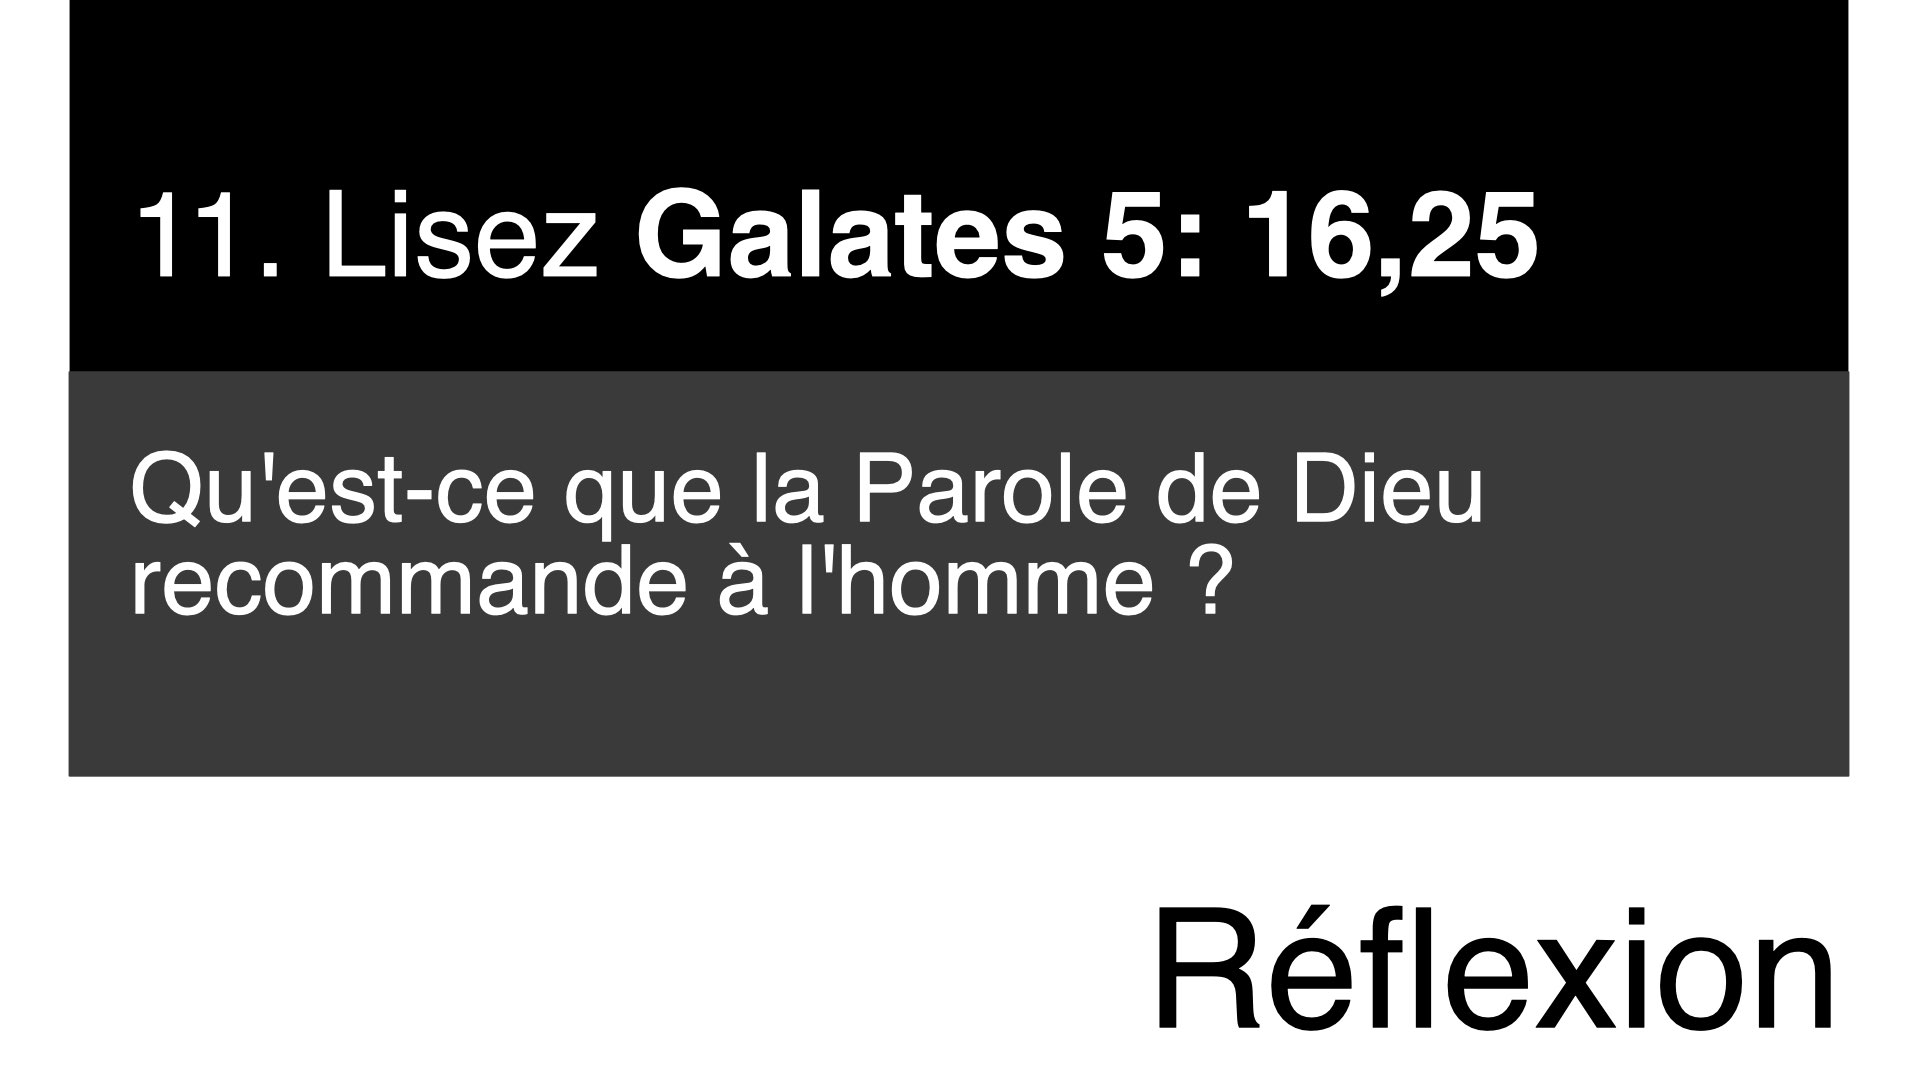 11. Lisez Galates 5: 16,25
Qu'est-ce que la Parole de Dieu
recommande à l'homme ?
Réflexion